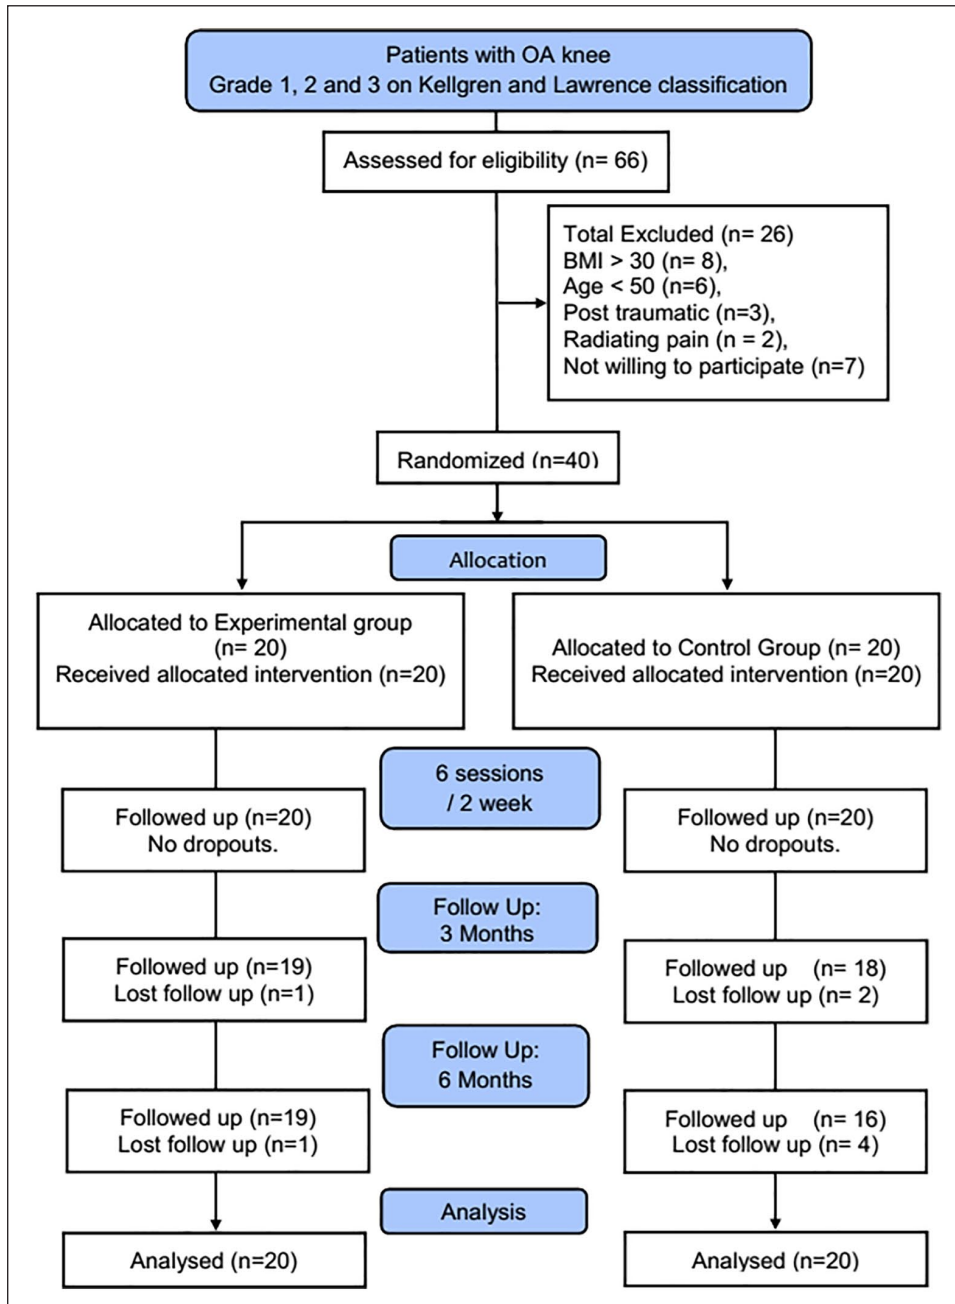 Patients with OA knee
Grade 1, 2 and 3 on Kellgren and Lawrence classification
Assessed for eligibility (n= 66)
Total Excluded (n= 26)
BMI > 30 (n= 8),
Age < 50 (n=6),
Post traumatic (n=3),
Radiating pain (n = 2),
Not willing to participate (n=7)
Randomized (n=40)
Allocation
Allocated to Experimental group
(n= 20)
Received allocated intervention (n=20)
Allocated to Control Group (n= 20)
Received allocated intervention (n=20)
6 sessions
/ 2 week
Followed up (n=20)
No dropouts.
Followed up (n=20)
No dropouts.
Follow Up:
3 Months
Followed up (n=19)
Lost follow up (n=1)
Followed up (n= 18)
Lost follow up (n= 2)
Follow Up:
6 Months
Followed up (n=19)
Lost follow up (n=1)
Followed up (n= 16)
Lost follow up (n= 4)
Analysis
Analysed (n=20)
Analysed (n=20)